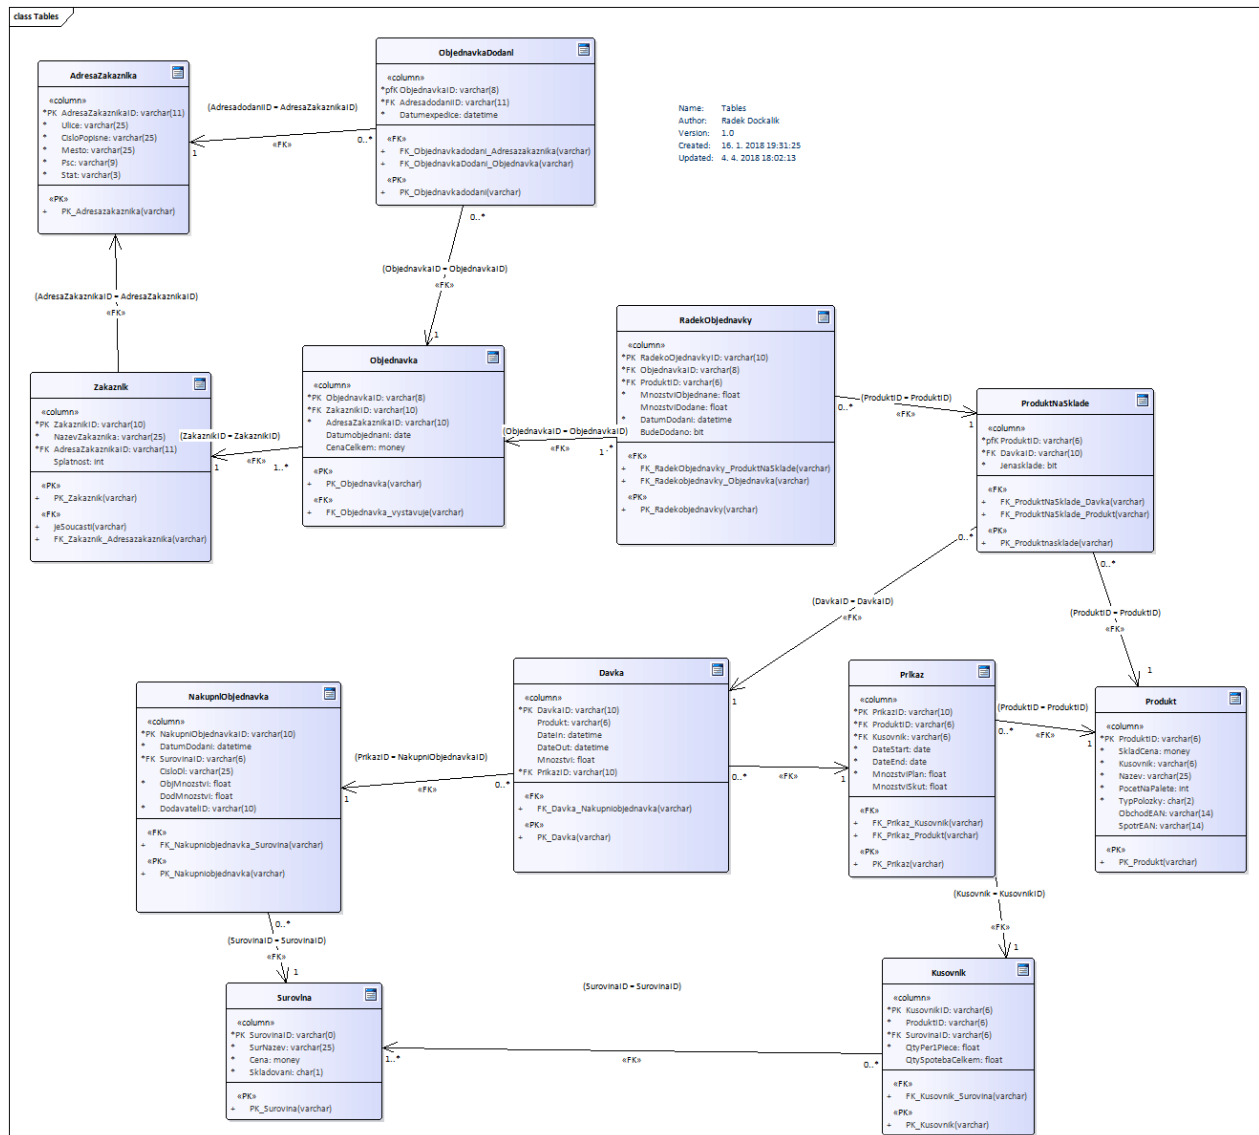 class Tables
Name: Tables
Author: Radek Dockalik
Version: 1.0
Created: 16. 1. 2018 19:31:25
Updated: 4. 4. 2018 18:02:13
AdresaZakaznika
«column»
*PK AdresaZakaznikaID: varchar(11)
* Ulice: varchar(25)
* CisloPopisne: varchar(25)
* Mesto: varchar(25)
* Psc: varchar(9)
* Stat: varchar(3)
«PK»
+ PK_Adresazakaznika(varchar)
ObjednavkaDodani
«column»
*pfK ObjednavkaID: varchar(8)
*FK AdresadodaniID: varchar(11)
* Datumexpedice: datetime
«FK»
+ FK_Objednavkadodani_Adresazakaznika(varchar)
+ FK_ObjednavkaDodani_Objednavka(varchar)
«PK»
+ PK_Objednavkadodani(varchar)
(AdresadodaniID = AdresaZakaznikaID)
0..*
«FK»
1
0..*
(ObjednavkaID = ObjednavkaID)
«FK»
1
(AdresaZakaznikaID = AdresaZakaznikaID)
«FK»
Zakaznik
«column»
*PK ZakaznikID: varchar(10)
* NazevZakaznika: varchar(25)
*FK AdresaZakaznikaID: varchar(11)
Splatnost: int
«PK»
+ PK_Zakaznik(varchar)
«FK»
+ jeSoucasti(varchar)
+ FK_Zakaznik_Adresazakaznika(varchar)
(ZakaznikID = ZakaznikID)
1
«FK»
1..*
Objednavka
«column»
*PK ObjednavkaID: varchar(8)
*FK ZakaznikID: varchar(10)
* AdresaZakaznikaID: varchar(10)
Datumobjednani: date
CenaCelkem: money
«PK»
+ PK_Objednavka(varchar)
«FK»
+ FK_Objednavka_vystavuje(varchar)
(ObjednavkaID = ObjednavkaID)
1
«FK»
1..*
RadekObjednavky
«column»
*PK RadekoOjednavkyID: varchar(10)
*FK ObjednavkaID: varchar(8)
*FK ProduktID: varchar(6)
* MnozstviObjednane: float
MnozstviDodane: float
* DatumDodani: datetime
BudeDodano: bit
«FK»
+ FK_RadekObjednavky_ProduktNaSklade(varchar)
+ FK_Radekobjednavky_Objednavka(varchar)
«PK»
+ PK_Radekobjednavky(varchar)
(ProduktID = ProduktID)
0..*
«FK»
1
ProduktNaSklade
«column»
*pfK ProduktID: varchar(6)
*FK DavkaID: varchar(10)
* Jenasklade: bit
«FK»
+ FK_ProduktNaSklade_Davka(varchar)
+ FK_ProduktNaSklade_Produkt(varchar)
«PK»
+ PK_Produktnasklade(varchar)
0..*
(DavkaID = DavkaID)
«FK»
1
0..*
(ProduktID = ProduktID)
«FK»
1
NakupniObjednavka
«column»
*PK NakupniObjednavkaID: varchar(10)
* DatumDodani: datetime
*FK SurovinaID: varchar(6)
CisloDl: varchar(25)
* ObjMnozstvi: float
* DodMnozstvi: float
* DodavatelID: varchar(10)
«FK»
+ FK_Nakupniobjednavka_Surovina(varchar)
«PK»
+ PK_Nakupniobjednavka(varchar)
(PrikazID = NakupniObjednavkaID)
1
«FK»
0..*
Davka
«column»
*PK DavkaID: varchar(10)
Produkt: varchar(6)
DateIn: datetime
DateOut: datetime
Mnozstvi: float
*FK PrikazID: varchar(10)
«FK»
+ FK_Davka_Nakupniobjednavka(varchar)
«PK»
+ PK_Davka(varchar)
0..*
«FK»
1
Prikaz
«column»
*PK PrikazID: varchar(10)
*FK ProduktID: varchar(6)
*FK Kusovnik: varchar(6)
* DateStart: date
* DateEnd: date
* MnozstviPlan: float
* MnozstviSkut: float
«FK»
+ FK_Prikaz_Kusovnik(varchar)
+ FK_Prikaz_Produkt(varchar)
«PK»
+ PK_Prikaz(varchar)
(ProduktID = ProduktID)
0..*
«FK»
1
Produkt
«column»
*PK ProduktID: varchar(6)
* SkladCena: money
* Kusovnik: varchar(6)
* Nazev: varchar(25)
* PocetNaPalete: int
* TypPolozky: char(2)
ObchodEAN: varchar(14)
SpotrEAN: varchar(14)
«PK»
+ PK_Produkt(varchar)
(Kusovnik = KusovnikID)
«FK»
1
0..*
(SurovinaID = SurovinaID)
«FK»
1
Surovina
«column»
*PK SurovinaID: varchar(0)
* SurNazev: varchar(25)
* Cena: money
* Skladovani: char(1)
«PK»
+ PK_Surovina(varchar)
(SurovinaID = SurovinaID)
1..*
«FK»
0..*
Kusovnik
«column»
*PK KusovnikID: varchar(6)
* ProduktID: varchar(6)
*FK SurovinaID: varchar(6)
* QtyPer1Piece: float
QtySpotebaCelkem: float
«FK»
+ FK_Kusovnik_Surovina(varchar)
«PK»
+ PK_Kusovnik(varchar)